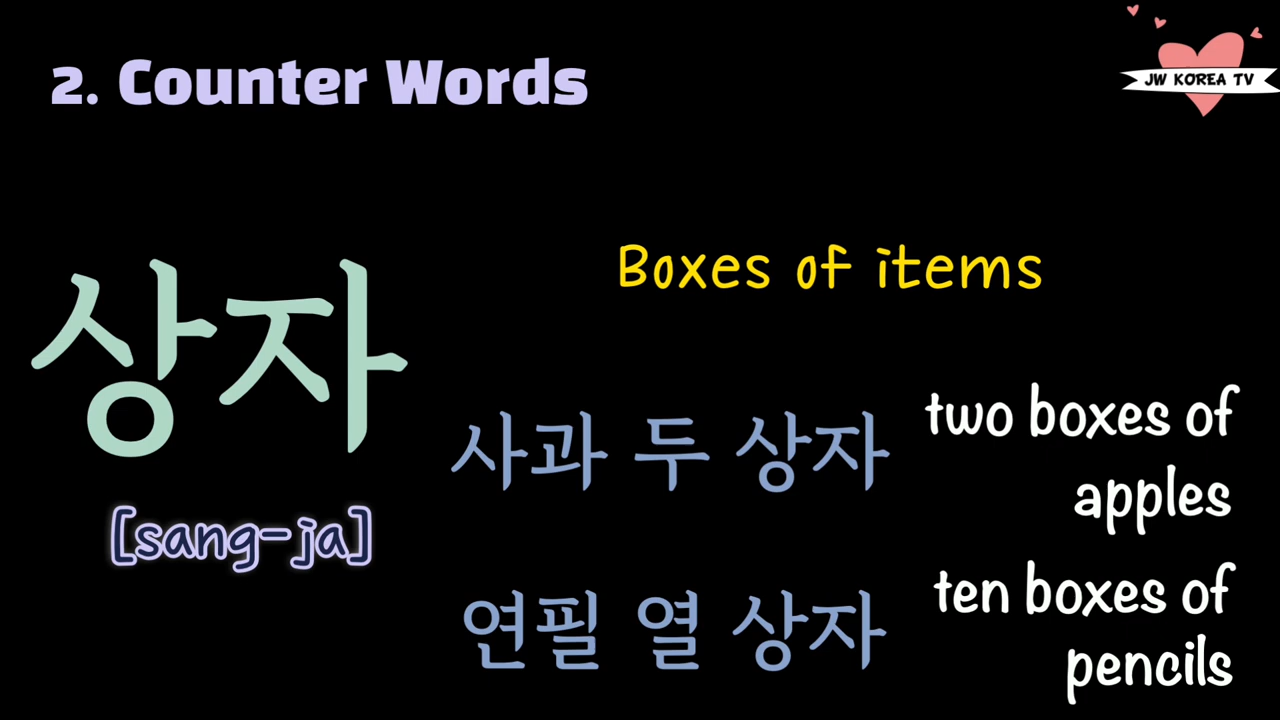 2. Counter Words
JW KOREA TV
상자
[sang-ja]
Boxes of items
사과 두 상자
two boxes of
apples
연필 열 상자
ten boxes of
pencils